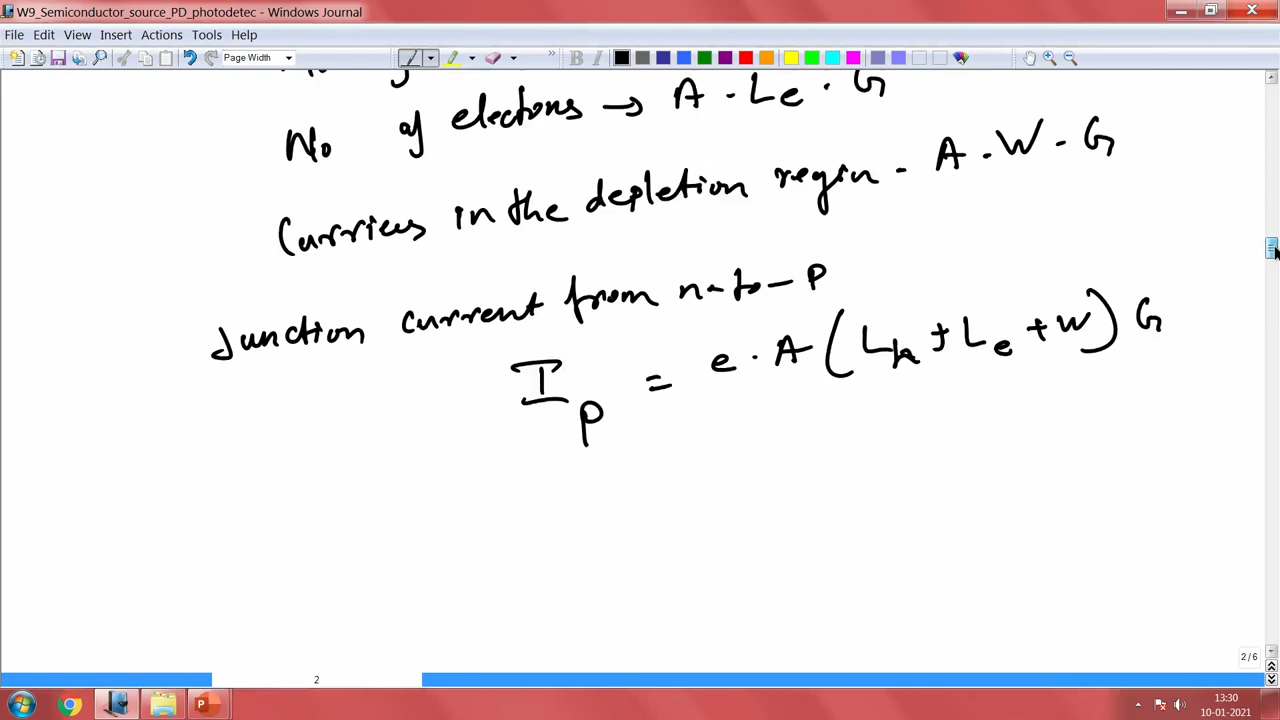 W9_Semiconductor_source_PD_photodetec - Windows Journal
File Edit View Insert Actions Tools Help
Page Width
No of electons → A · Le · G
Carriers in the depletion regin - A · W · G
Junction current from n-to-P
Ip = e · A (Lh + Le + W) G
2/6
2
13:30
10-01-2021